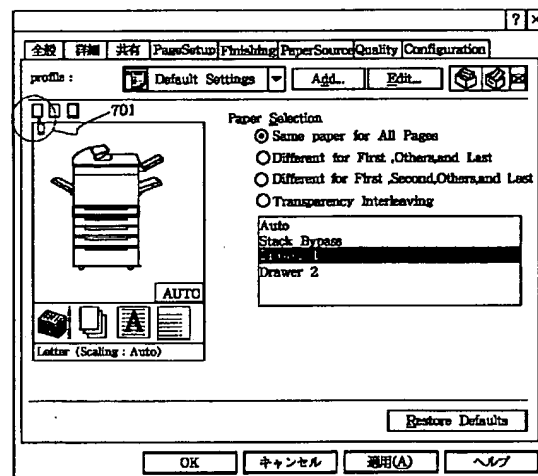 ? ×
全般 詳細 共有 PageSetup Finishing PaperSource Quality Configuration
profile : Default Settings Add... Edit...
701
Paper Selection
Same paper for All Pages
Different for First ,Others,and Last
Different for First ,Second,Others,and Last
Transparency Interleaving
Auto
Stack Bypass
Drawer 1
Drawer 2
AUTO
A
Letter (Scaling : Auto)
Restore Defaults
OK キャンセル 適用(A) ヘルプ